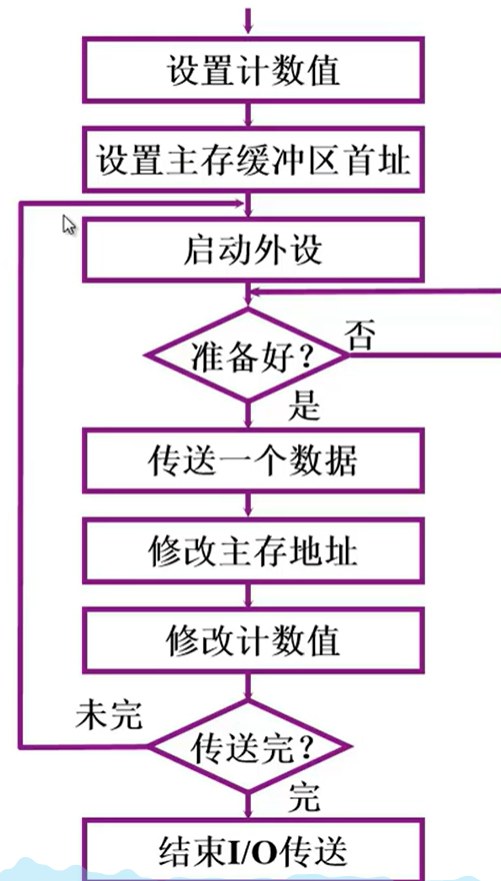 设置计数值
设置主存缓冲区首址
启动外设
准备好？
否
是
传送一个数据
修改主存地址
修改计数值
未完
传送完？
完
结束I/O传送